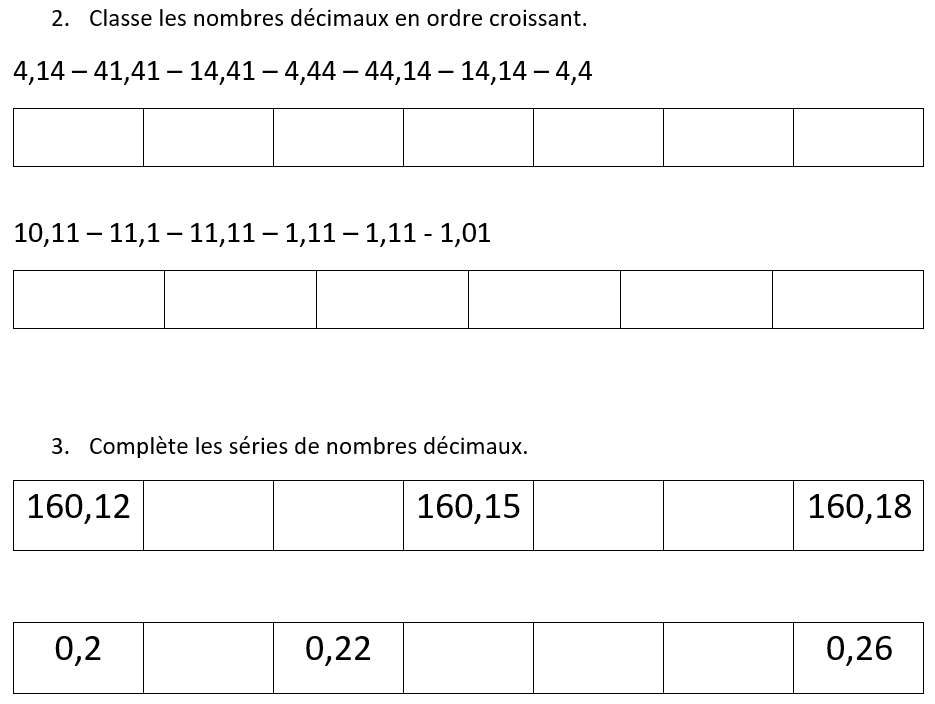 2. Classe les nombres décimaux en ordre croissant.
4,14 – 41,41 – 14,41 – 4,44 – 44,14 – 14,14 – 4,4
10,11 – 11,1 – 11,11 – 1,11 – 1,11 - 1,01
3. Complète les séries de nombres décimaux.
160,12 160,15 160,18
0,2 0,22 0,26